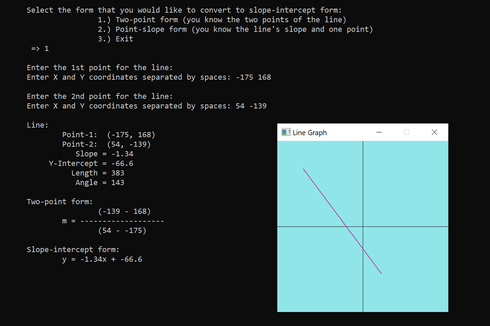 Select the form that you would like to convert to slope-intercept form:
1.) Two-point form (you know the two points of the line)
2.) Point-slope form (you know the line's slope and one point)
3.) Exit
=> 1
Enter the 1st point for the line:
Enter X and Y coordinates separated by spaces: -175 168
Enter the 2nd point for the line:
Enter X and Y coordinates separated by spaces: 54 -139
Line:
Point-1: (-175, 168)
Point-2: (54, -139)
Slope = -1.34
Y-Intercept = -66.6
Length = 383
Angle = 143
Two-point form:
(-139 - 168)
m = -------------------
(54 - -175)
Slope-intercept form:
y = -1.34x + -66.6
Line Graph